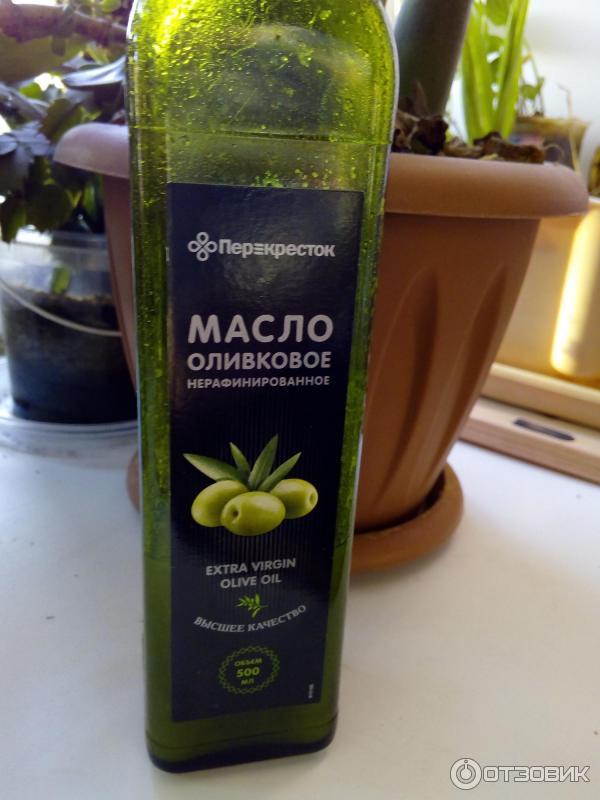 Перекресток
МАСЛО
ОЛИВКОВОЕ
НЕРАФИНИРОВАННОЕ
EXTRA VIRGIN
OLIVE OIL
ВЫСШЕЕ КАЧЕСТВО
ОБЪЕМ
500
МЛ
ОТЗОВИК